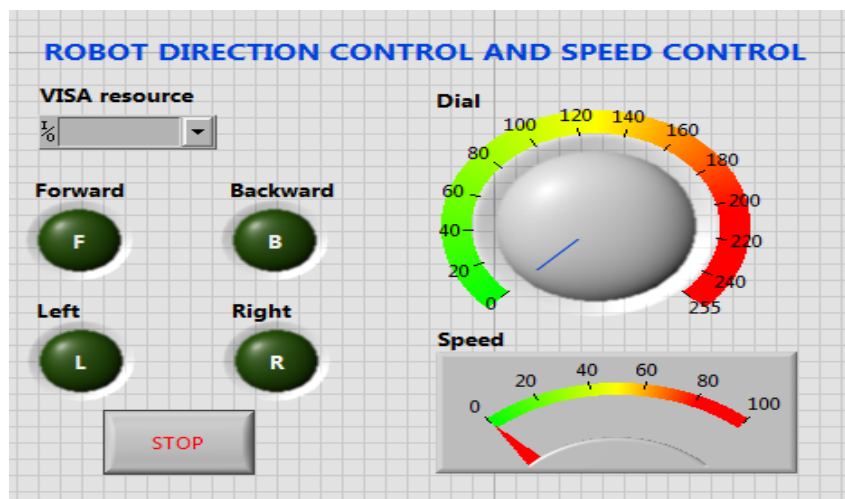 ROBOT DIRECTION CONTROL AND SPEED CONTROL
VISA resource
I/O
Forward
Backward
F
B
Left
Right
L
R
STOP
Dial
0
20
40
60
80
100
120
140
160
180
200
220
240
255
Speed
0
20
40
60
80
100